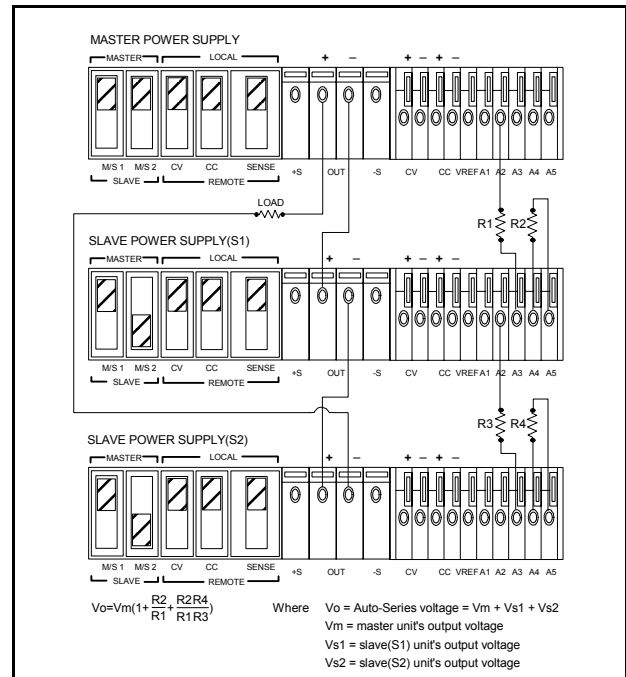 MASTER POWER SUPPLY
MASTER LOCAL + − + − + −
M/S 1 M/S 2 CV CC SENSE +S OUT -S CV CC VREF A1 A2 A3 A4 A5
SLAVE REMOTE
LOAD
R1 R2
SLAVE POWER SUPPLY(S1)
MASTER LOCAL + − + − + −
M/S 1 M/S 2 CV CC SENSE +S OUT -S CV CC VREF A1 A2 A3 A4 A5
SLAVE REMOTE
R3 R4
SLAVE POWER SUPPLY(S2)
MASTER LOCAL + − + − + −
M/S 1 M/S 2 CV CC SENSE +S OUT -S CV CC VREF A1 A2 A3 A4 A5
SLAVE REMOTE
Vo=Vm(1+R2/R1+R2R4/R1R3) Where Vo = Auto-Series voltage = Vm + Vs1 + Vs2
Vm = master unit's output voltage
Vs1 = slave(S1) unit's output voltage
Vs2 = slave(S2) unit's output voltage